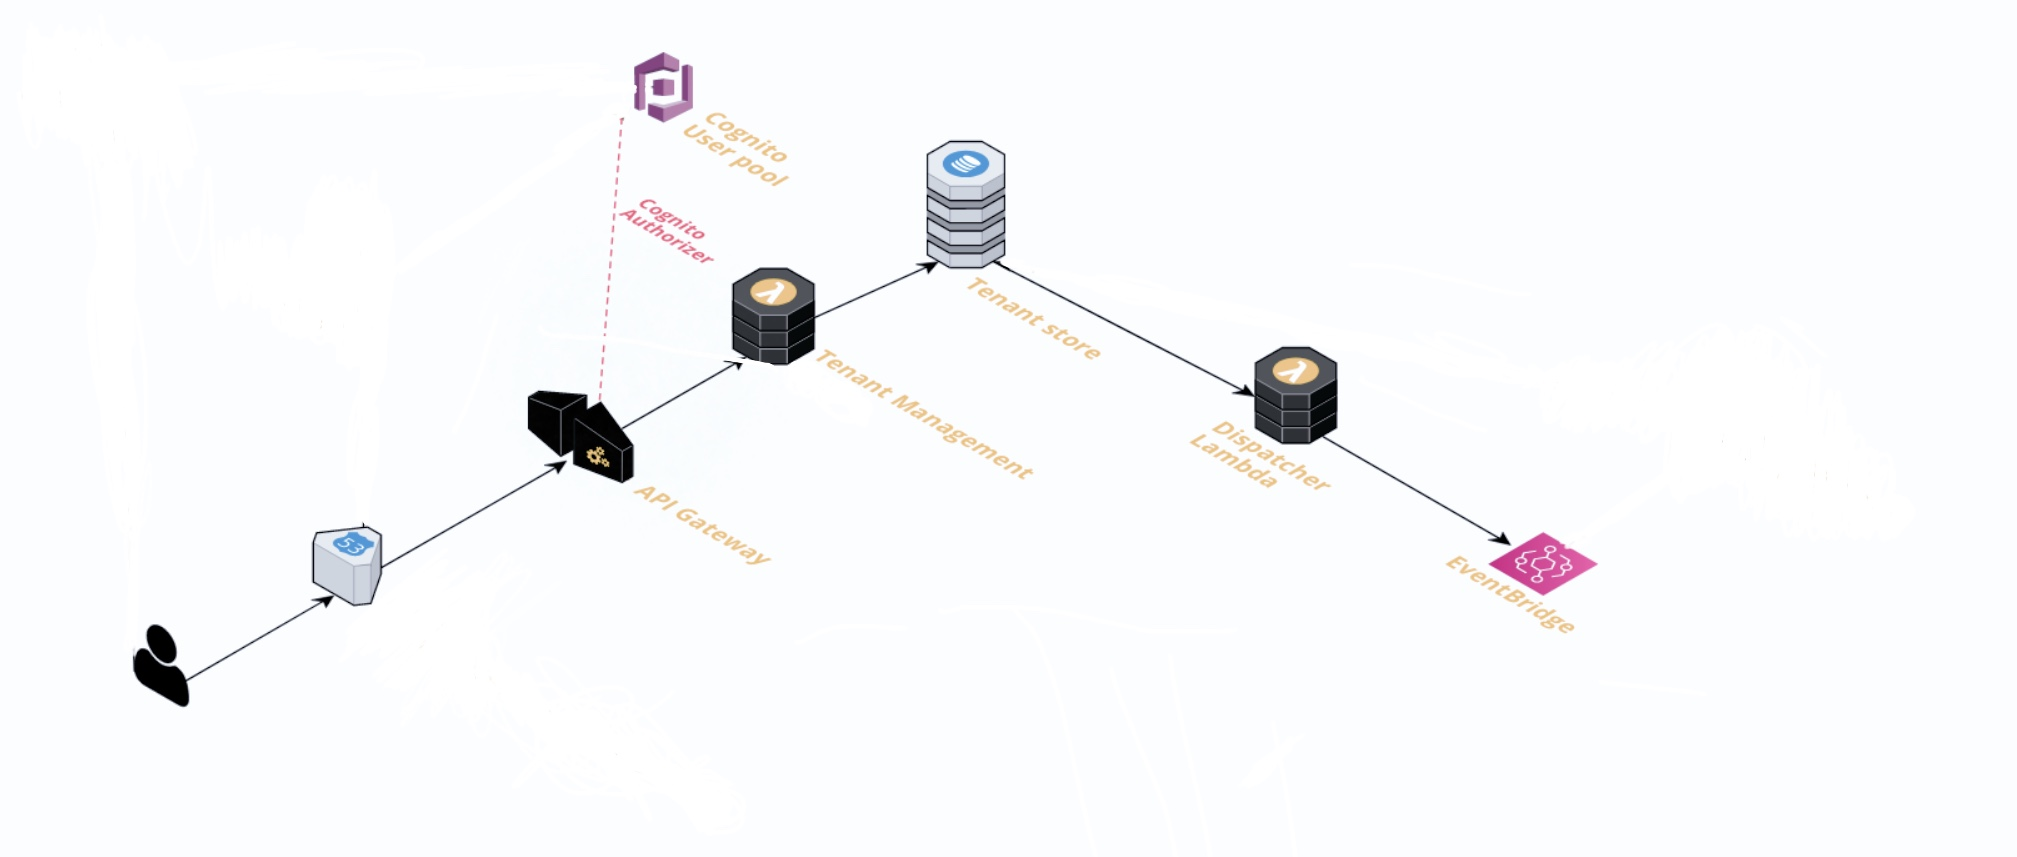 Cognito
User pool
Cognito
Authorizer
Tenant store
Tenant Management
Dispatcher
Lambda
API Gateway
53
EventBridge